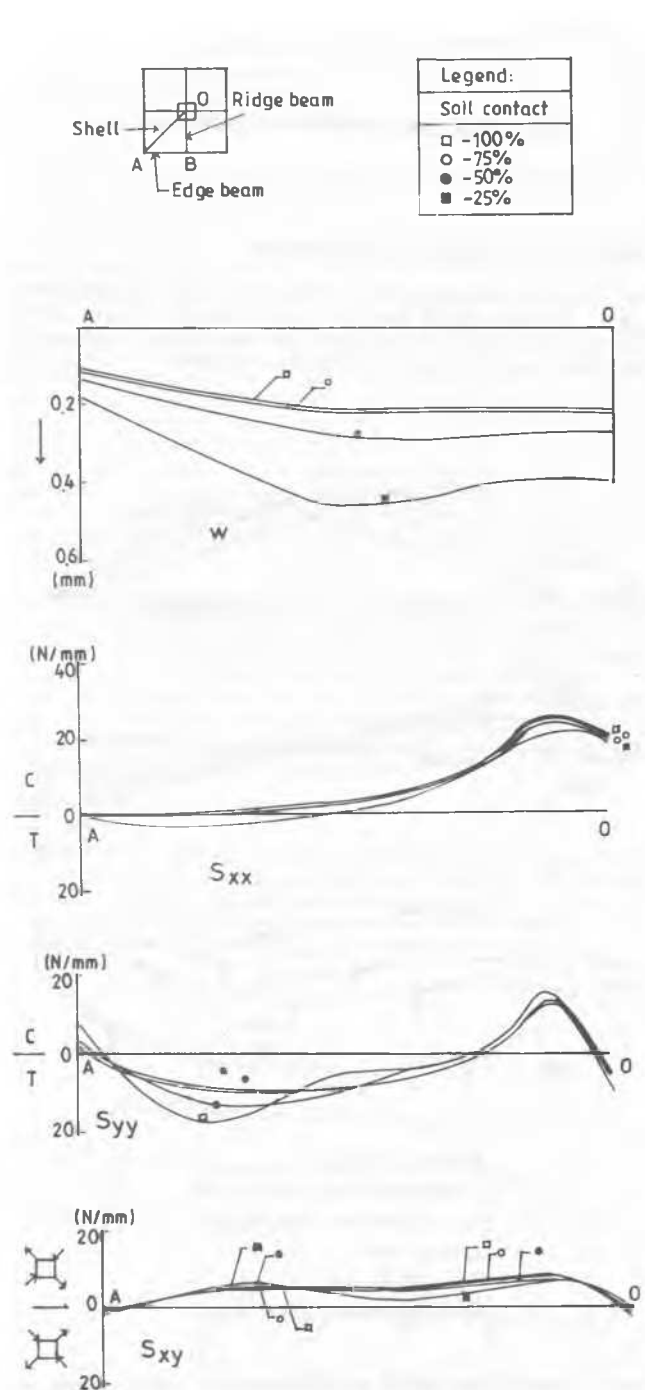 Legend:
Soil contact
-100%
-75%
-50%
-25%
O
Ridge beam
Shell
A
B
Edge beam
A
O
0.2
0.4
0.6
(mm)
w
(N/mm)
40
20
C
0
T
20
A
O
Sxx
(N/mm)
20
C
0
T
20
A
O
Syy
(N/mm)
20
0
20
A
O
Sxy